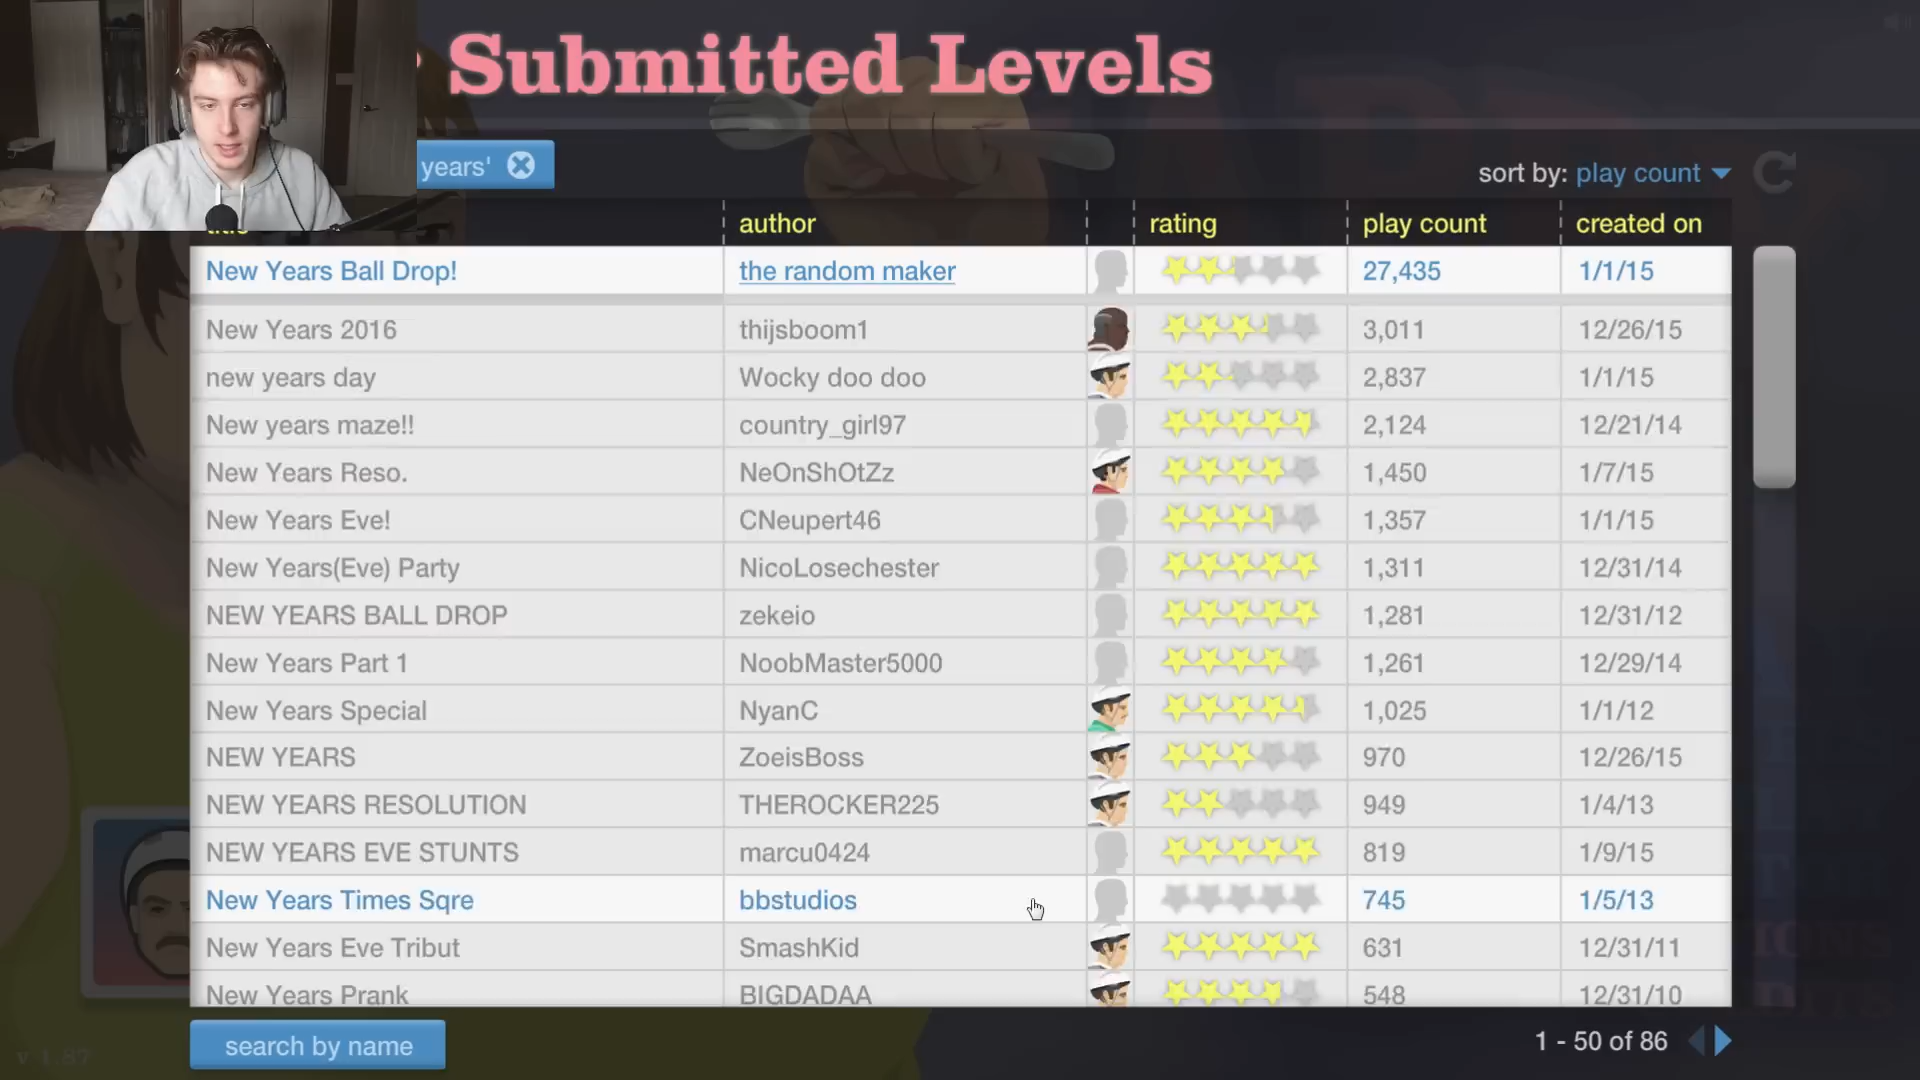 Submitted Levels
years'
sort by: play count
title author rating play count created on
New Years Ball Drop! the random maker 27,435 1/1/15
New Years 2016 thijsboom1 3,011 12/26/15
new years day Wocky doo doo 2,837 1/1/15
New years maze!! country_girl97 2,124 12/21/14
New Years Reso. NeOnShOtZz 1,450 1/7/15
New Years Eve! CNeupert46 1,357 1/1/15
New Years(Eve) Party NicoLosechester 1,311 12/31/14
NEW YEARS BALL DROP zekeio 1,281 12/31/12
New Years Part 1 NoobMaster5000 1,261 12/29/14
New Years Special NyanC 1,025 1/1/12
NEW YEARS ZoeisBoss 970 12/26/15
NEW YEARS RESOLUTION THEROCKER225 949 1/4/13
NEW YEARS EVE STUNTS marcu0424 819 1/9/15
New Years Times Sqre bbstudios 745 1/5/13
New Years Eve Tribut SmashKid 631 12/31/11
New Years Prank BIGDADAA 548 12/31/10
search by name
1 - 50 of 86
v 1.87